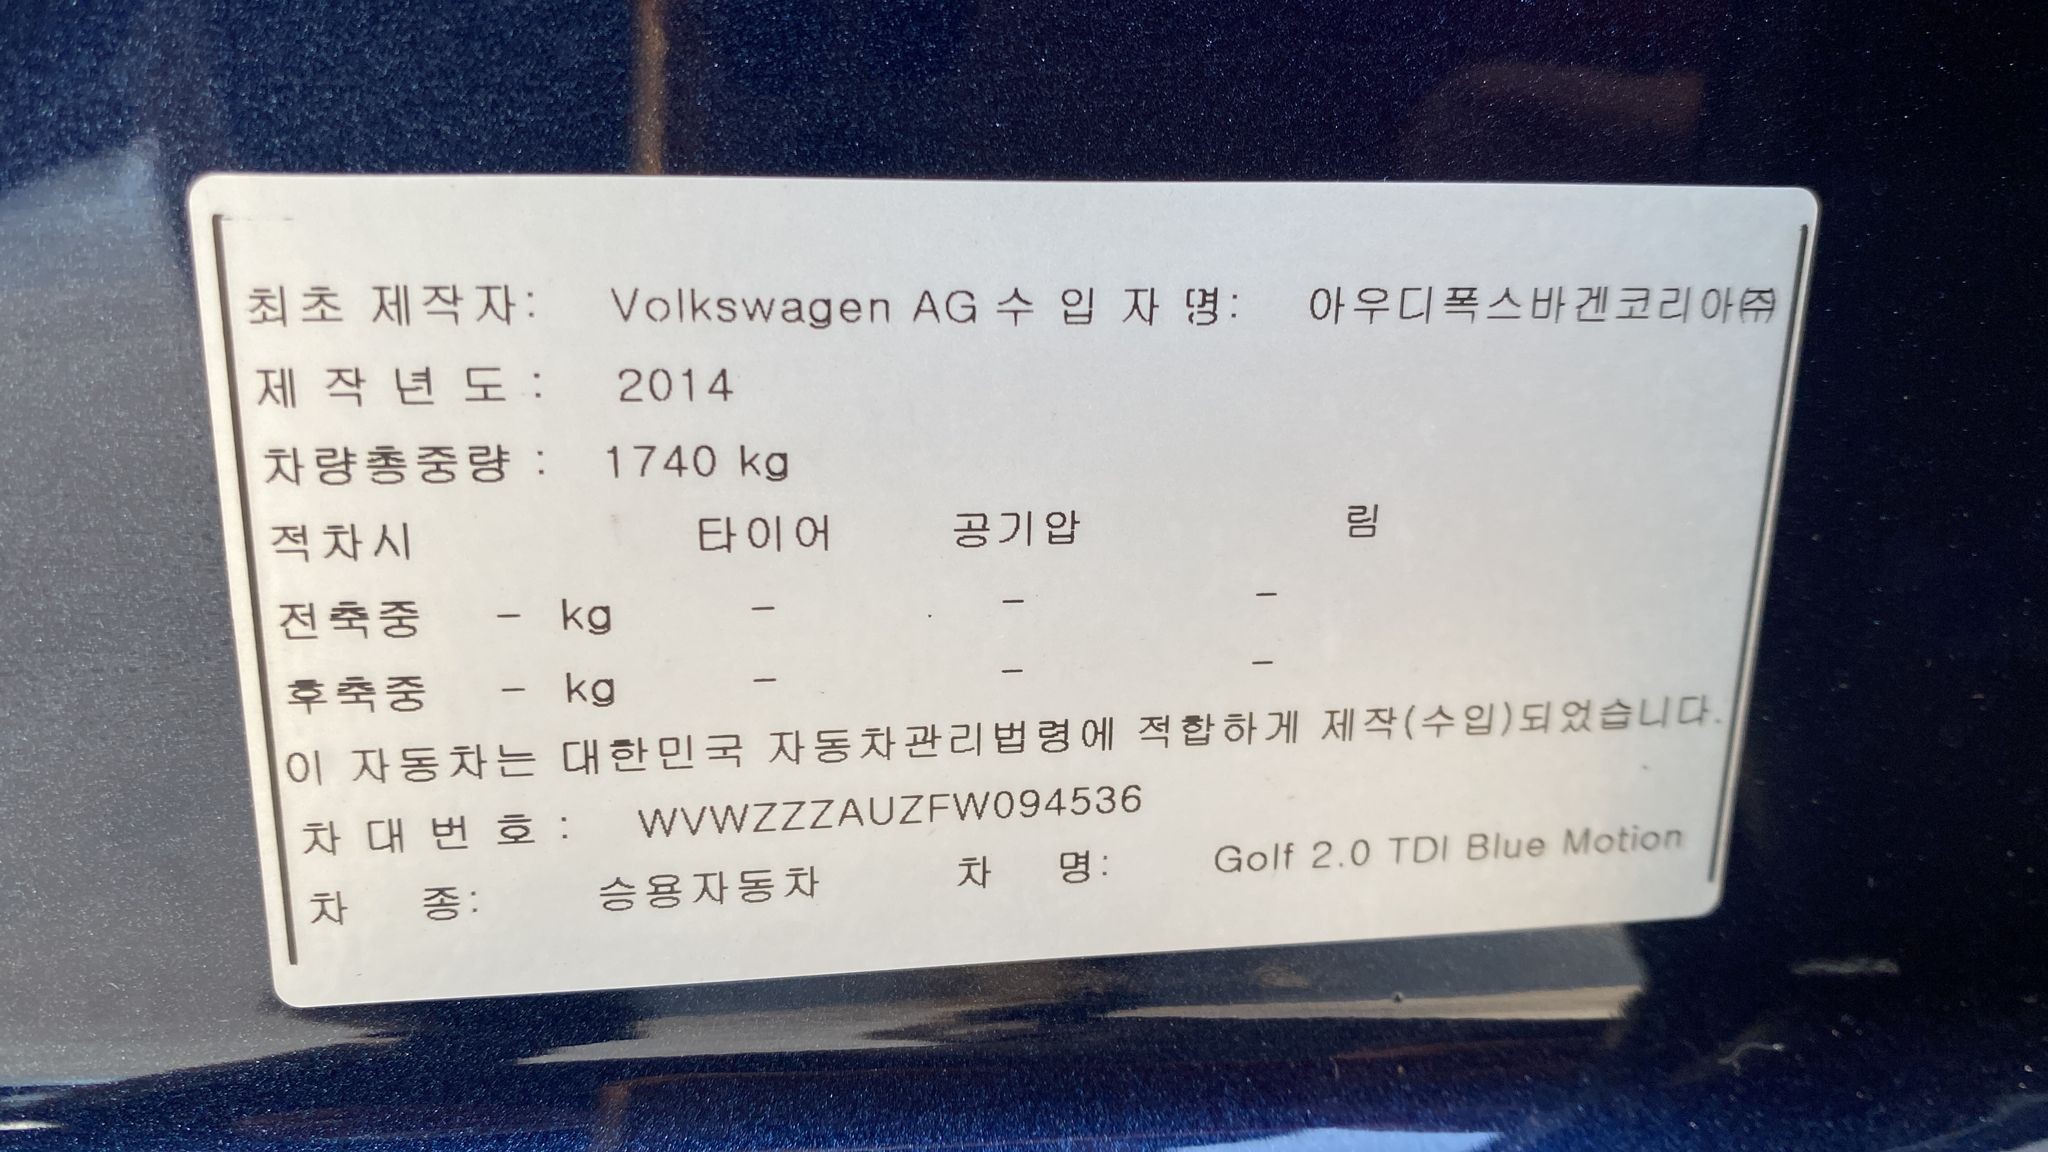 최초 제작자: Volkswagen AG 수 입 자 명: 아우디폭스바겐코리아㈜
제 작 년 도 : 2014
차량총중량 : 1740 kg
적차시 타이어 공기압 림
전축중 - kg - - -
후축중 - kg - - -
이 자동차는 대한민국 자동차관리법령에 적합하게 제작(수입)되었습니다.
차 대 번 호 : WVWZZZAUZFW094536
차 종: 승용자동차 차 명: Golf 2.0 TDI Blue Motion